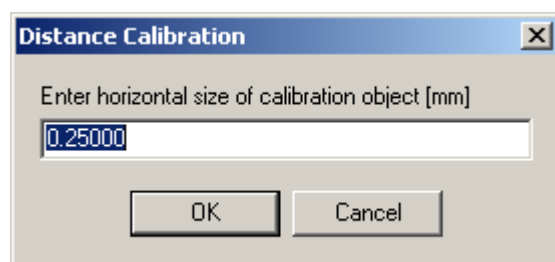 Distance Calibration
Enter horizontal size of calibration object [mm]
0.25000
OK
Cancel